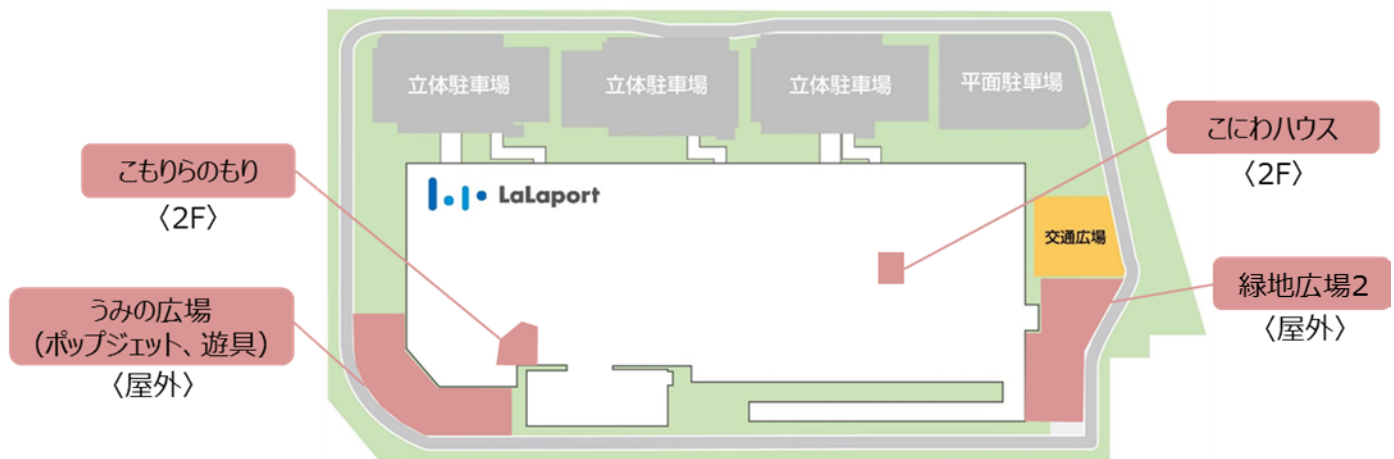 立体駐車場
立体駐車場
立体駐車場
平面駐車場
こにわハウス
〈2F〉
こもりらのもり
〈2F〉
LaLaport
交通広場
うみの広場
(ポップジェット、遊具)
〈屋外〉
緑地広場2
〈屋外〉